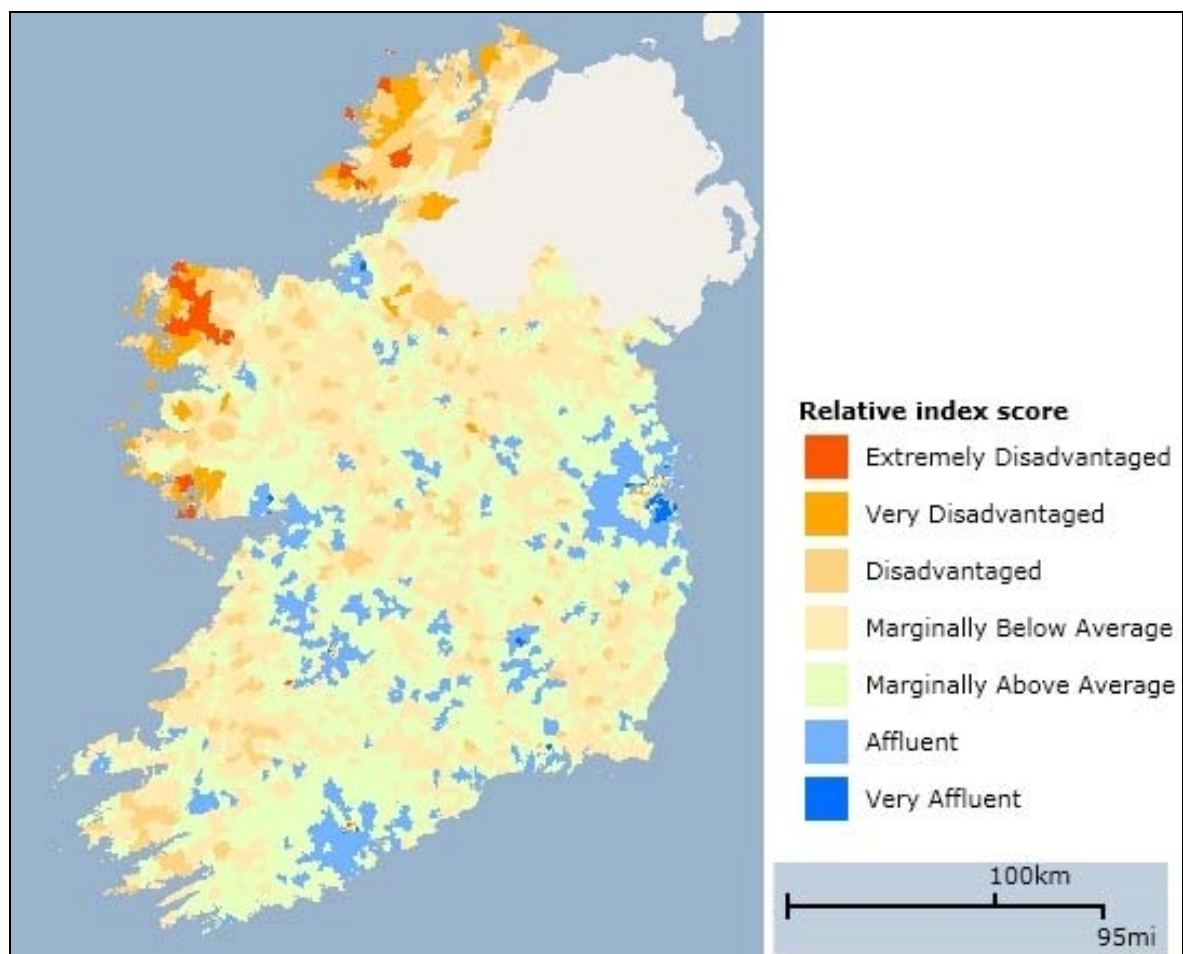 Relative index score
Extremely Disadvantaged
Very Disadvantaged
Disadvantaged
Marginally Below Average
Marginally Above Average
Affluent
Very Affluent
100km
95mi